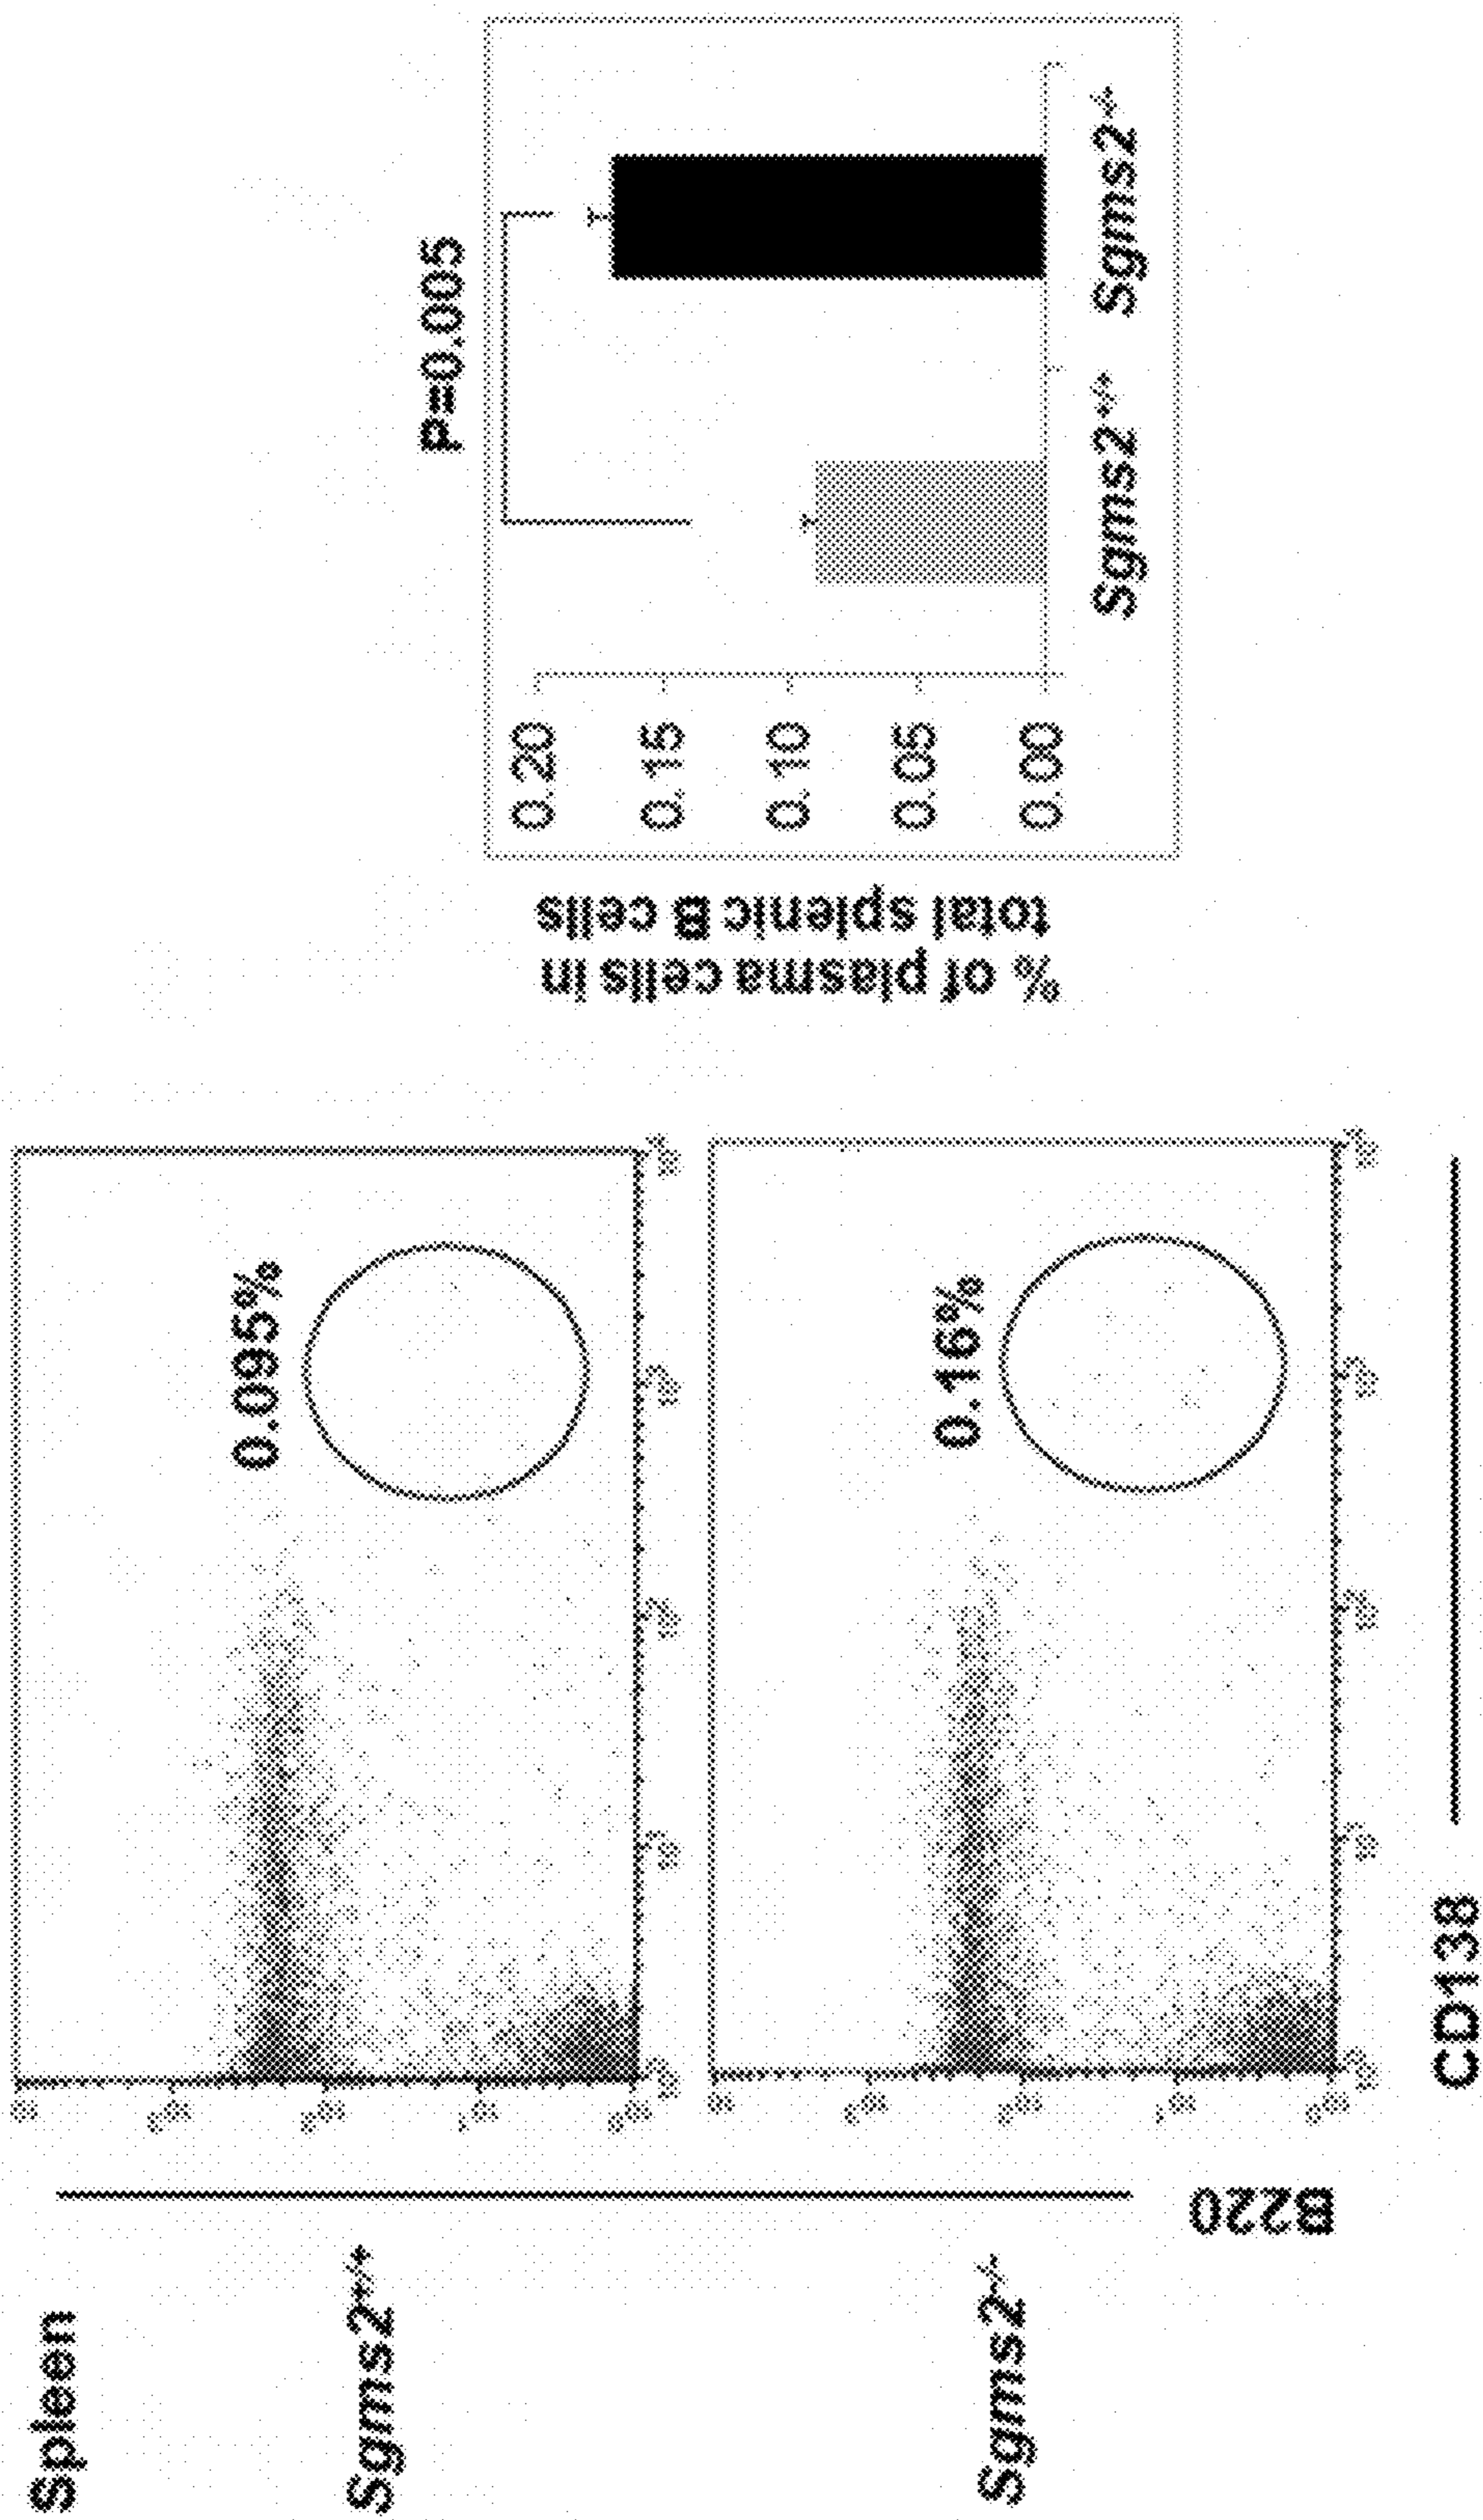 Spleen
Sgms2+/+
0.095%
Sgms2-/-
0.16%
B220
CD138
P=0.005
% of plasma cells in
total splenic B cells
0.20
0.15
0.10
0.05
0.00
Sgms2+/+
Sgms2-/-